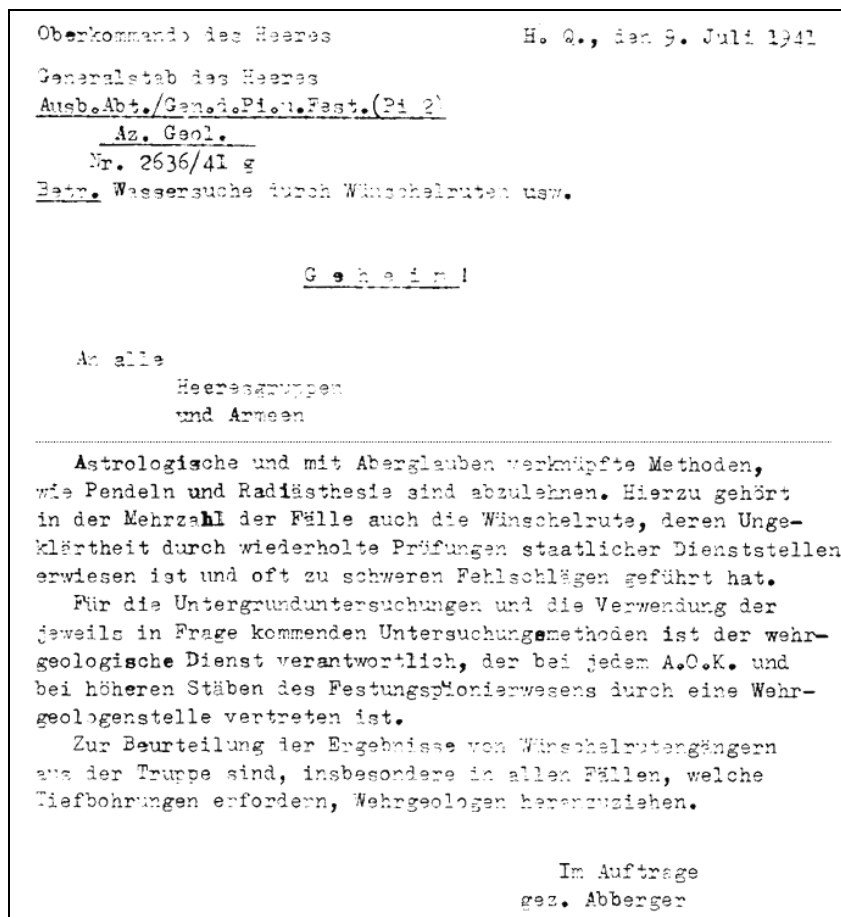 Oberkommando des Heeres H. Q., den 9. Juli 1941
Generalstab des Heeres
Ausb.Abt./Gen.d.Pi.u.Fest.(Pi 2)
Az. Geol.
Nr. 2636/41 g
Betr. Wassersuche durch Wünschelruten usw.
G e h e i m !
An alle
Heeresgruppen
und Armeen
Astrologische und mit Aberglauben verknüpfte Methoden,
wie Pendeln und Radiästhesie sind abzulehnen. Hierzu gehört
in der Mehrzahl der Fälle auch die Wünschelrute, deren Unge-
klärtheit durch wiederholte Prüfungen staatlicher Dienststellen
erwiesen ist und oft zu schweren Fehlschlägen geführt hat.
Für die Untergrunduntersuchungen und die Verwendung der
jeweils in Frage kommenden Untersuchungsmethoden ist der wehr-
geologische Dienst verantwortlich, der bei jedem A.O.K. und
bei höheren Stäben des Festungspionierwesens durch eine Wehr-
geologenstelle vertreten ist.
Zur Beurteilung der Ergebnisse von Wünschelrutengängern
aus der Truppe sind, insbesondere in allen Fällen, welche
Tiefbohrungen erfordern, Wehrgeologen heranzuziehen.
Im Auftrage
gez. Abberger